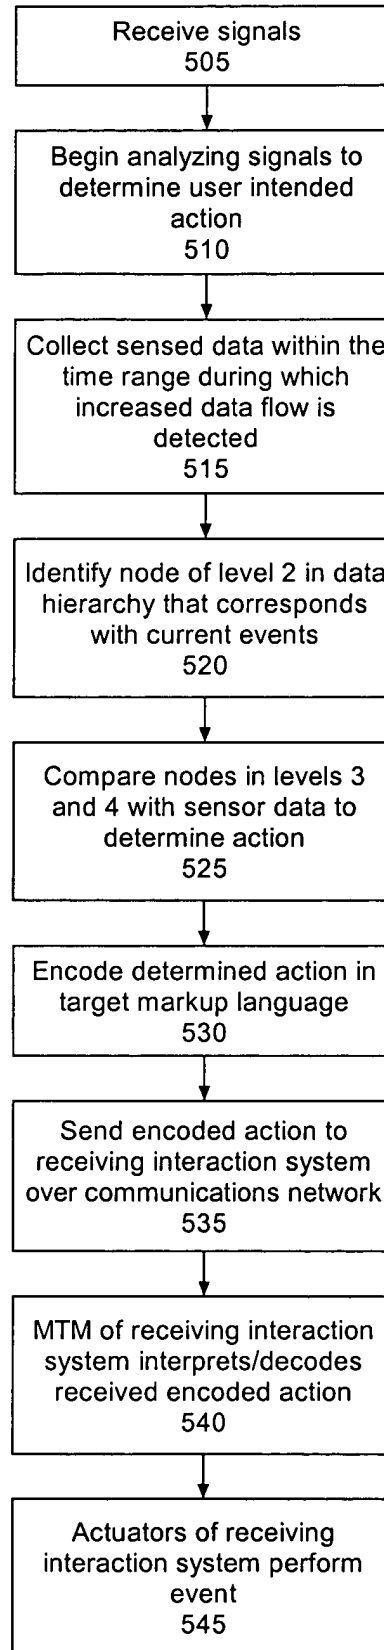 Receive signals
505
Begin analyzing signals to
determine user intended
action
510
Collect sensed data within the
time range during which
increased data flow is
detected
515
Identify node of level 2 in data
hierarchy that corresponds
with current events
520
Compare nodes in levels 3
and 4 with sensor data to
determine action
525
Encode determined action in
target markup language
530
Send encoded action to
receiving interaction system
over communications network
535
MTM of receiving interaction
system interprets/decodes
received encoded action
540
Actuators of receiving
interaction system perform
event
545